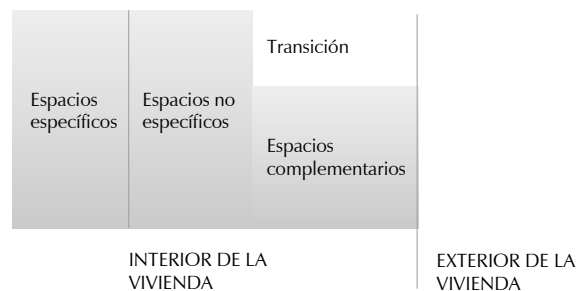 Transición
Espacios
específicos
Espacios no
específicos
Espacios
complementarios
INTERIOR DE LA
VIVIENDA
EXTERIOR DE LA
VIVIENDA